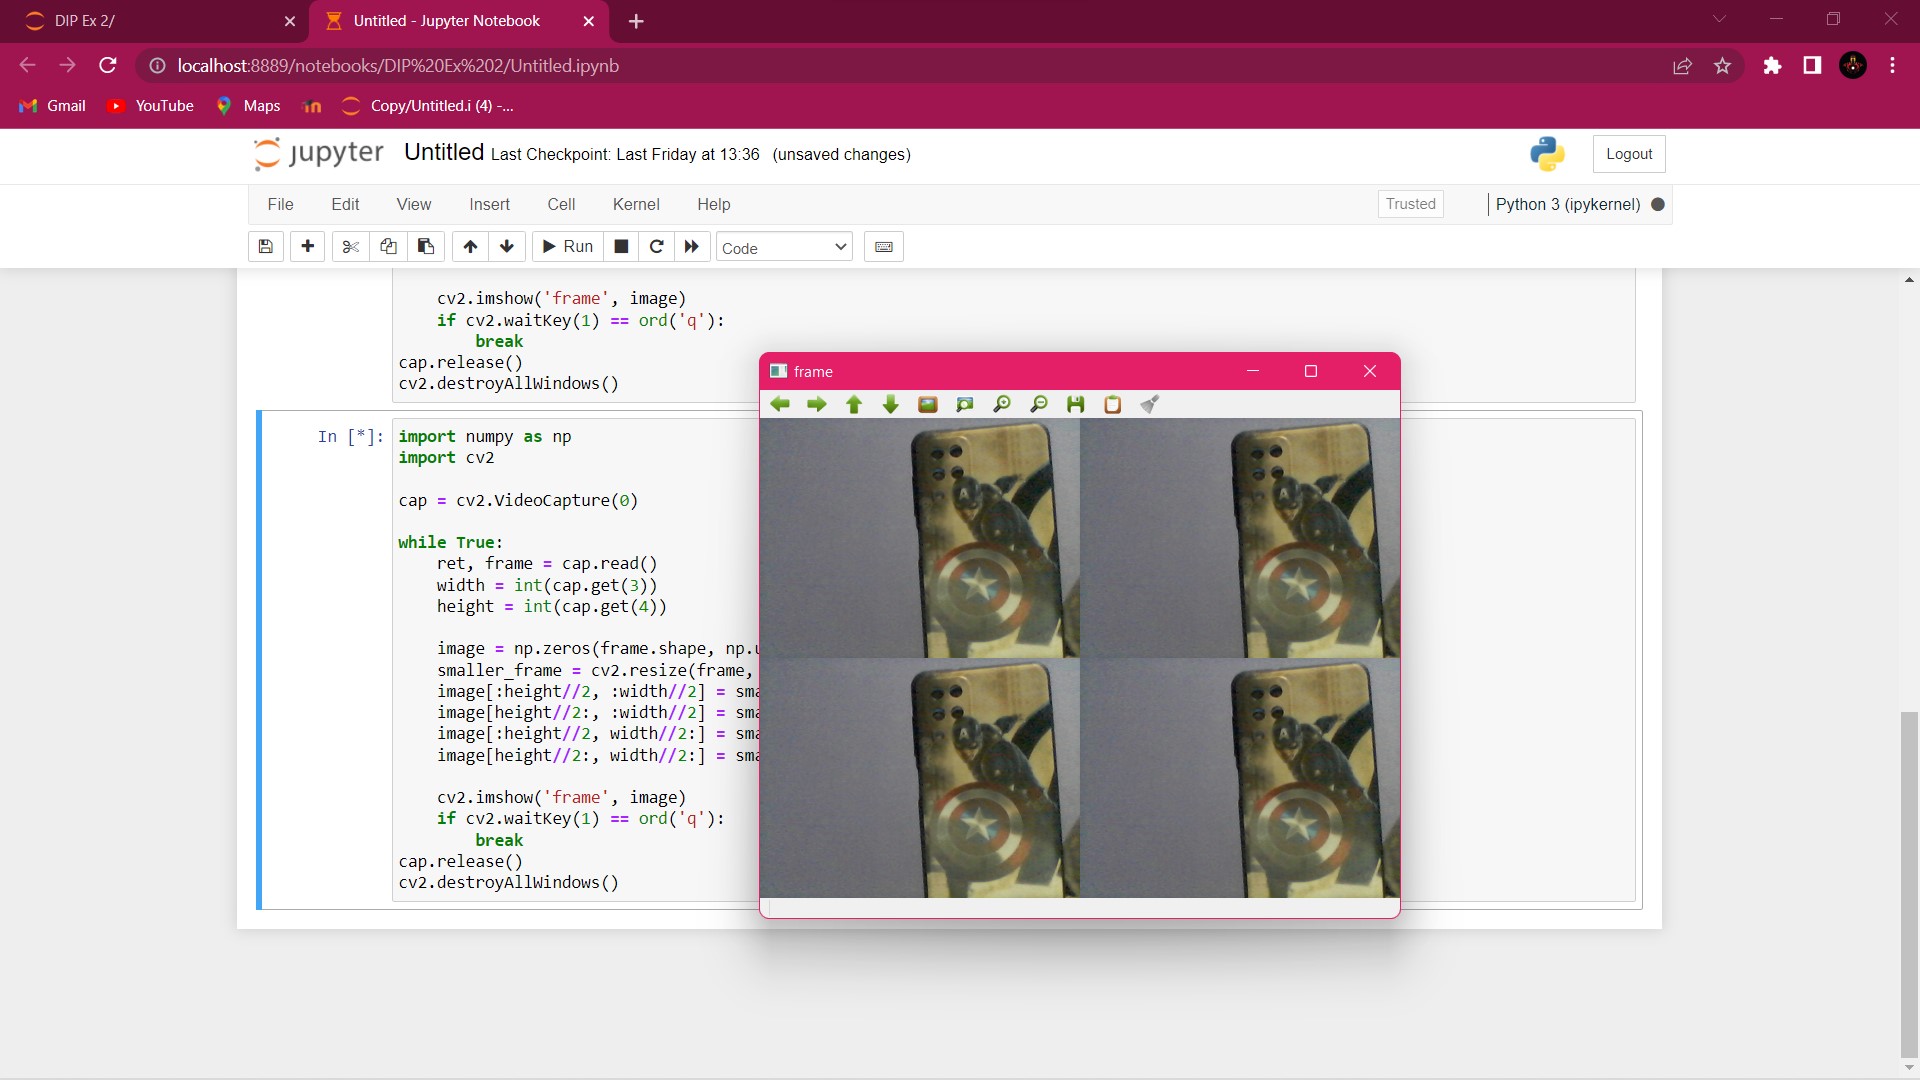 DIP Ex 2/
Untitled - Jupyter Notebook
localhost:8889/notebooks/DIP%20Ex%202/Untitled.ipynb
Gmail YouTube Maps in Copy/Untitled.i (4) -...
jupyter Untitled Last Checkpoint: Last Friday at 13:36 (unsaved changes) Logout
File Edit View Insert Cell Kernel Help Trusted Python 3 (ipykernel)
Run Code
cv2.imshow('frame', image)
if cv2.waitKey(1) == ord('q'):
break
cap.release()
cv2.destroyAllWindows()
In [*]:
import numpy as np
import cv2
cap = cv2.VideoCapture(0)
while True:
ret, frame = cap.read()
width = int(cap.get(3))
height = int(cap.get(4))
image = np.zeros(frame.shape, np.u
smaller_frame = cv2.resize(frame,
image[:height//2, :width//2] = sma
image[height//2:, :width//2] = sma
image[:height//2, width//2:] = sma
image[height//2:, width//2:] = sma
cv2.imshow('frame', image)
if cv2.waitKey(1) == ord('q'):
break
cap.release()
cv2.destroyAllWindows()
frame
A
A
A
A